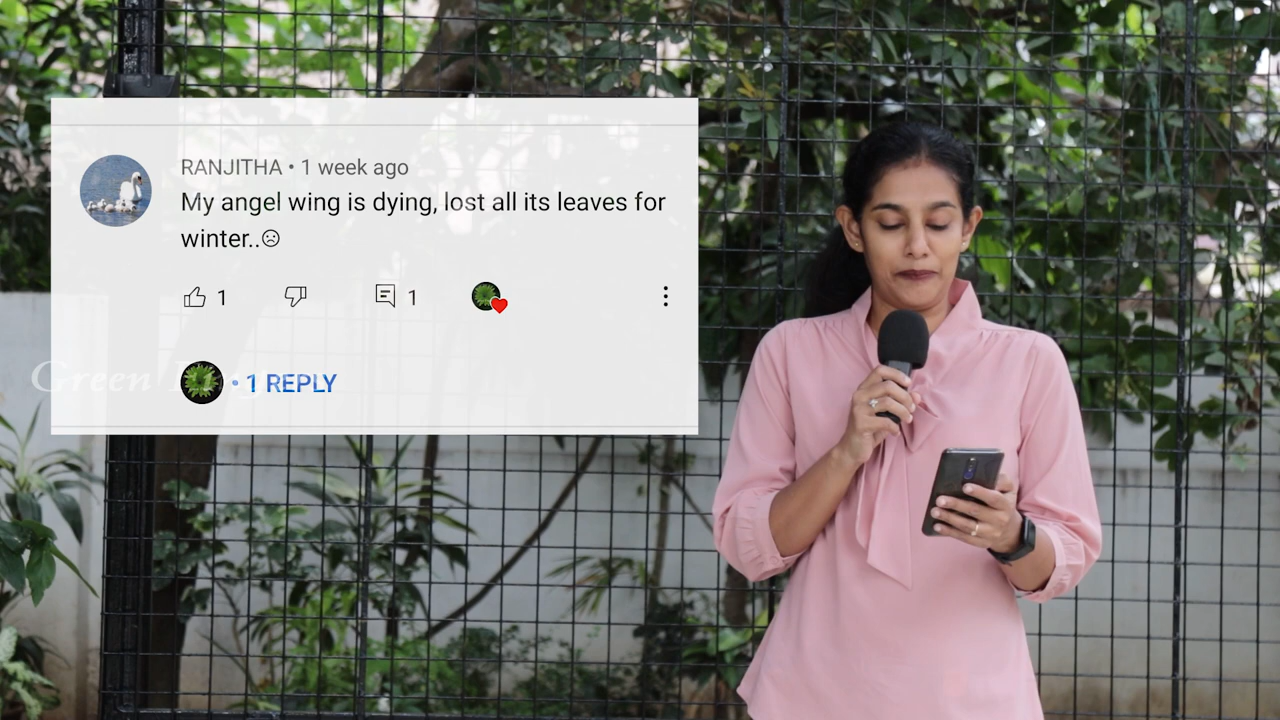 RANJITHA • 1 week ago
My angel wing is dying, lost all its leaves for
winter..☹
1
1
• 1 REPLY
Green